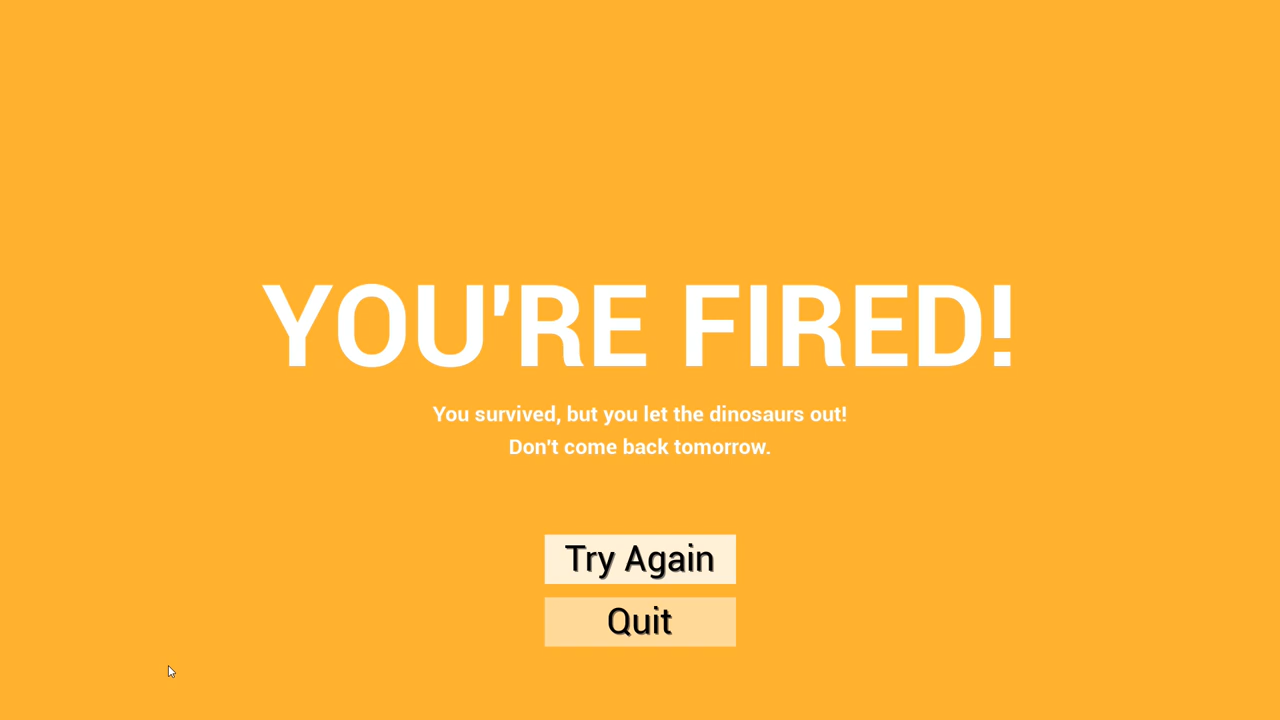 YOU'RE FIRED!
You survived, but you let the dinosaurs out!
Don't come back tomorrow.
Try Again
Quit